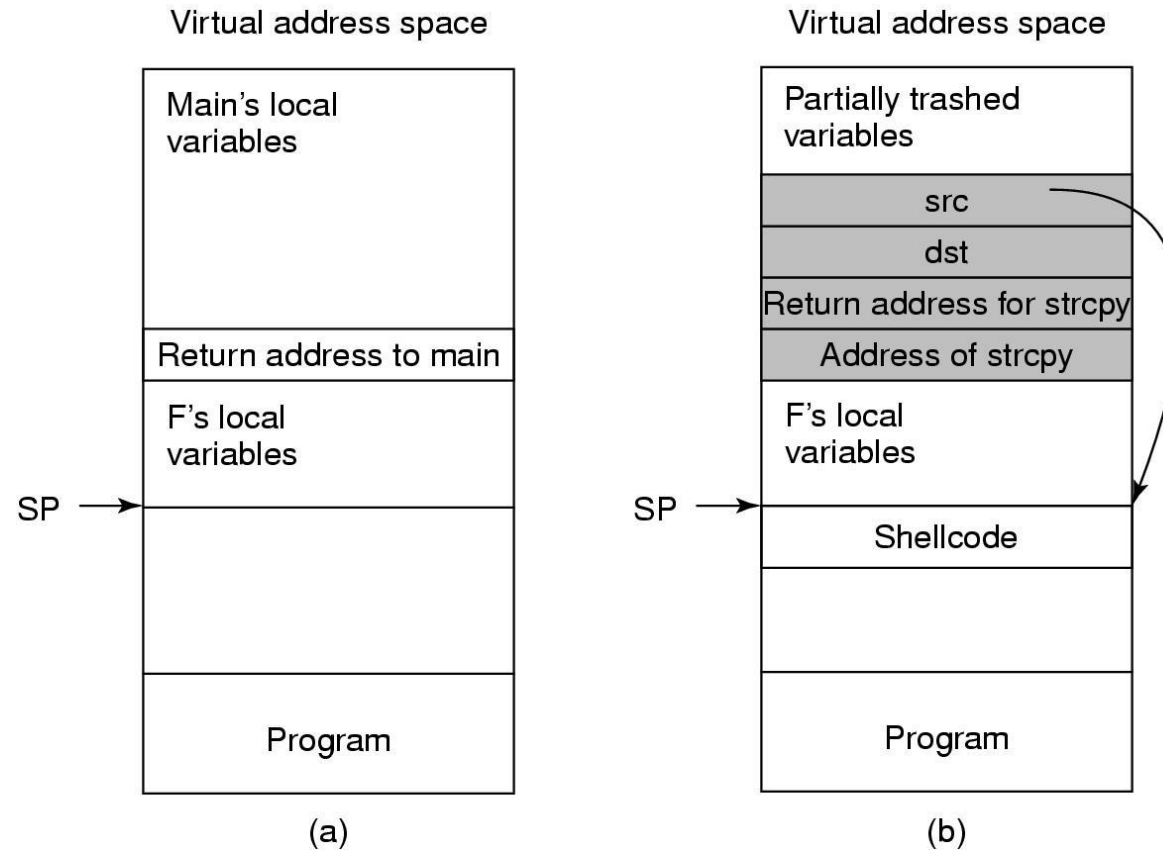 Virtual address space
Main's local
variables
Return address to main
F's local
variables
SP
Program
(a)
Virtual address space
Partially trashed
variables
src
dst
Return address for strcpy
Address of strcpy
F's local
variables
SP
Shellcode
Program
(b)